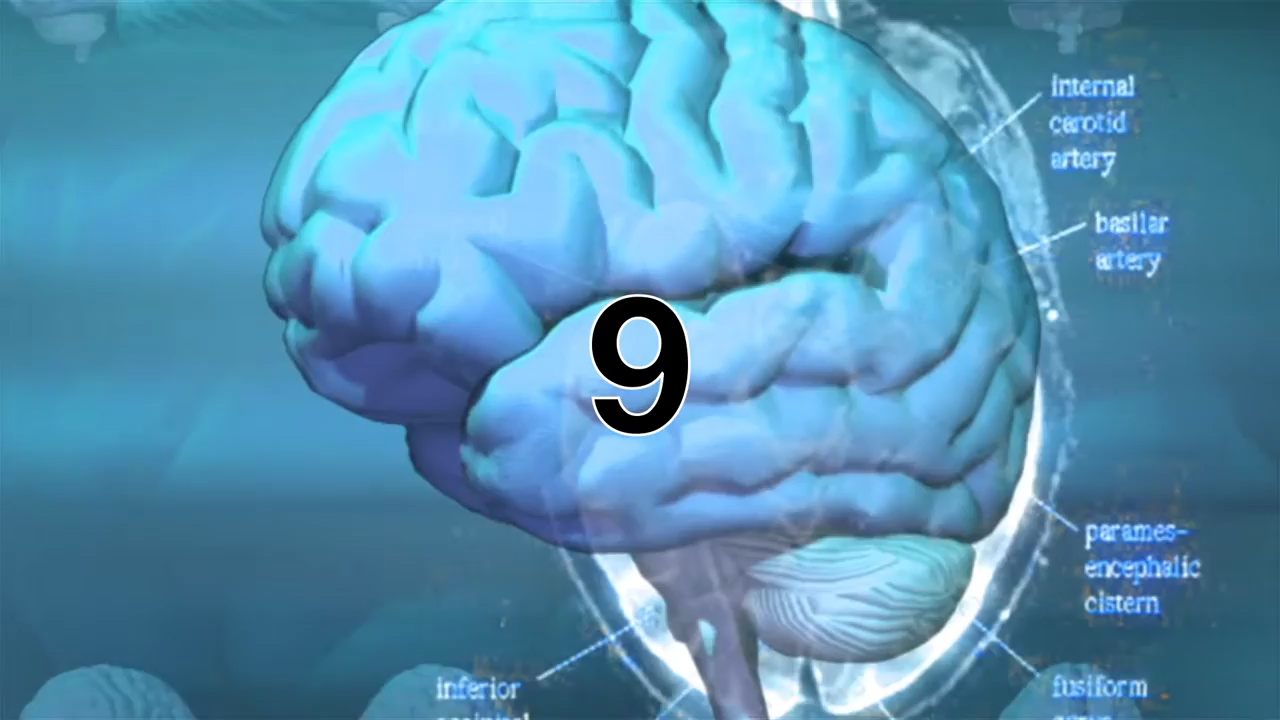 internal
carotid
artery
basilar
artery
9
parames-
encephalic
cistern
inferior
fusiform